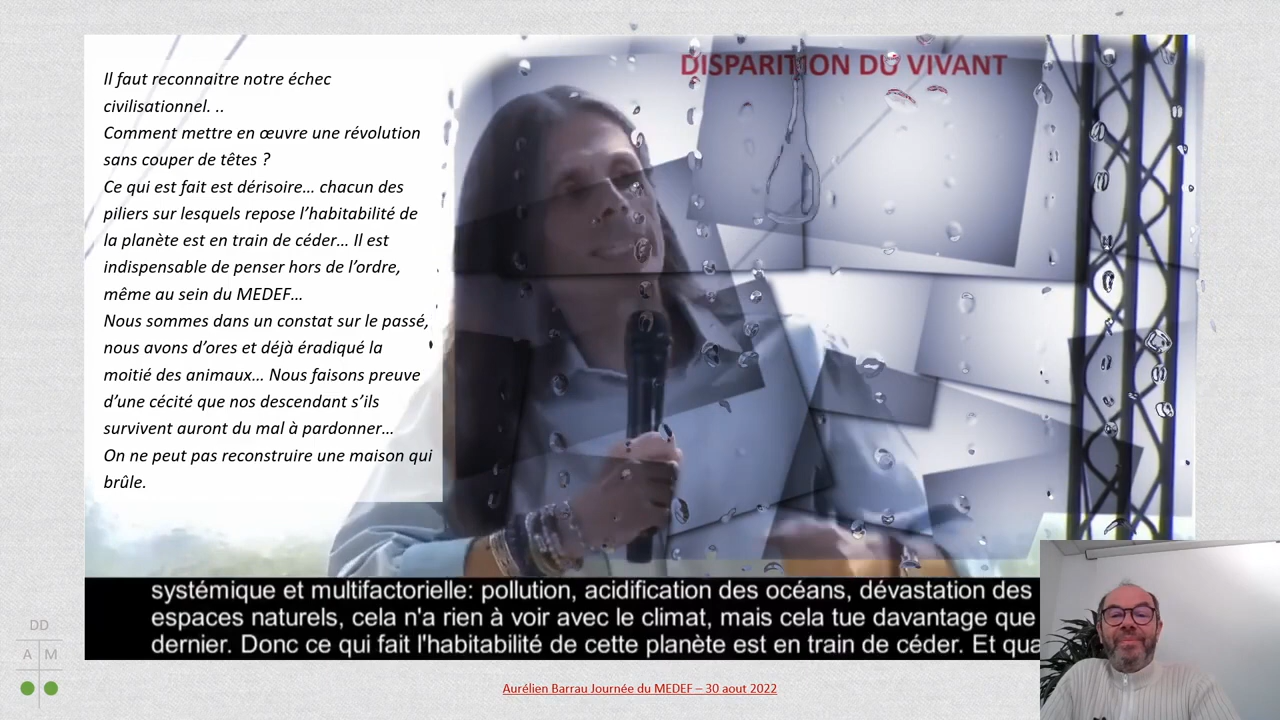 DISPARITION DU VIVANT
Il faut reconnaitre notre échec
civilisationnel. ..
Comment mettre en œuvre une révolution
sans couper de têtes ?
Ce qui est fait est dérisoire… chacun des
piliers sur lesquels repose l’habitabilité de
la planète est en train de céder… Il est
indispensable de penser hors de l’ordre,
même au sein du MEDEF…
Nous sommes dans un constat sur le passé,
nous avons d’ores et déjà éradiqué la
moitié des animaux… Nous faisons preuve
d’une cécité que nos descendant s’ils
survivent auront du mal à pardonner…
On ne peut pas reconstruire une maison qui
brûle.
systémique et multifactorielle: pollution, acidification des océans, dévastation des
espaces naturels, cela n'a rien à voir avec le climat, mais cela tue davantage que
dernier. Donc ce qui fait l'habitabilité de cette planète est en train de céder. Et qua
DD
A M
Aurélien Barrau Journée du MEDEF – 30 aout 2022